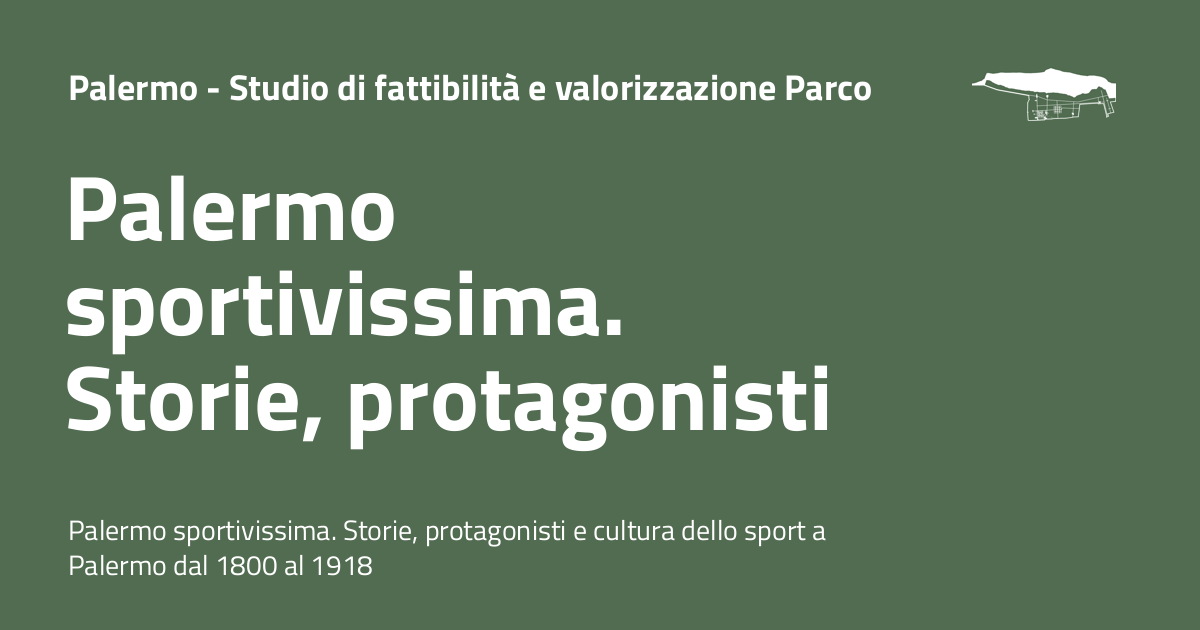 Palermo - Studio di fattibilità e valorizzazione Parco
Palermo
sportivissima.
Storie, protagonisti
Palermo sportivissima. Storie, protagonisti e cultura dello sport a
Palermo dal 1800 al 1918